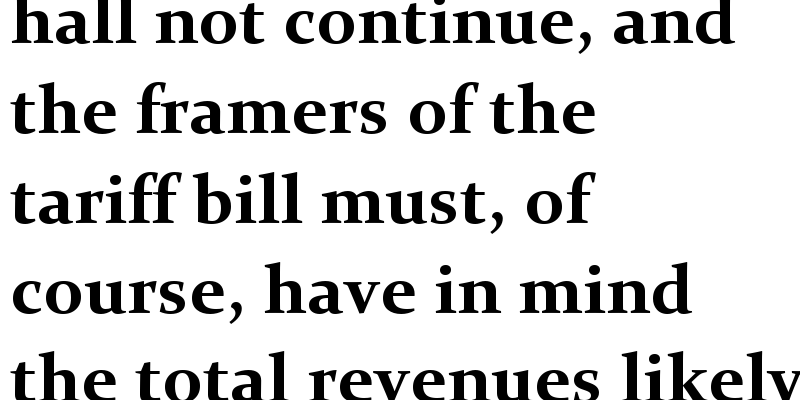 hall not continue, and
the framers of the
tariff bill must, of
course, have in mind
the total revenues likely